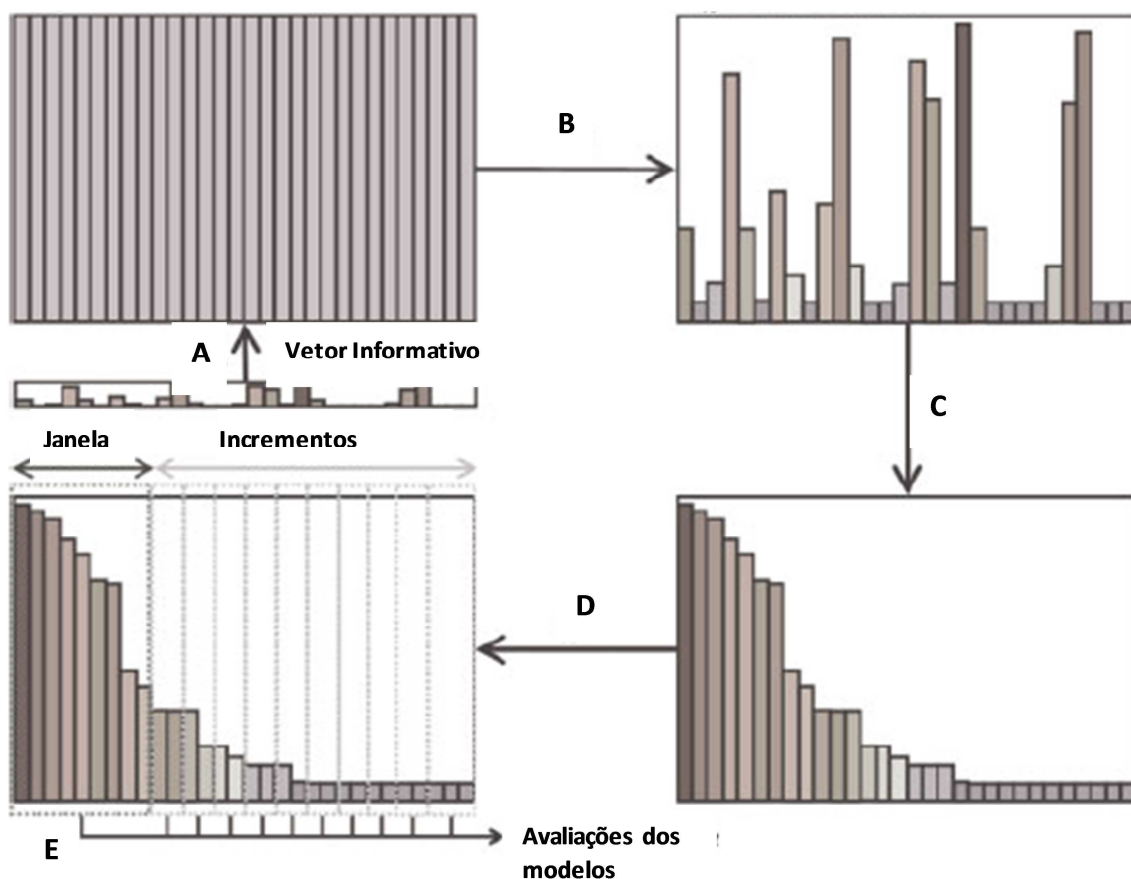 B
A
Vetor Informativo
C
Janela
Incrementos
D
E
Avaliações dos
modelos